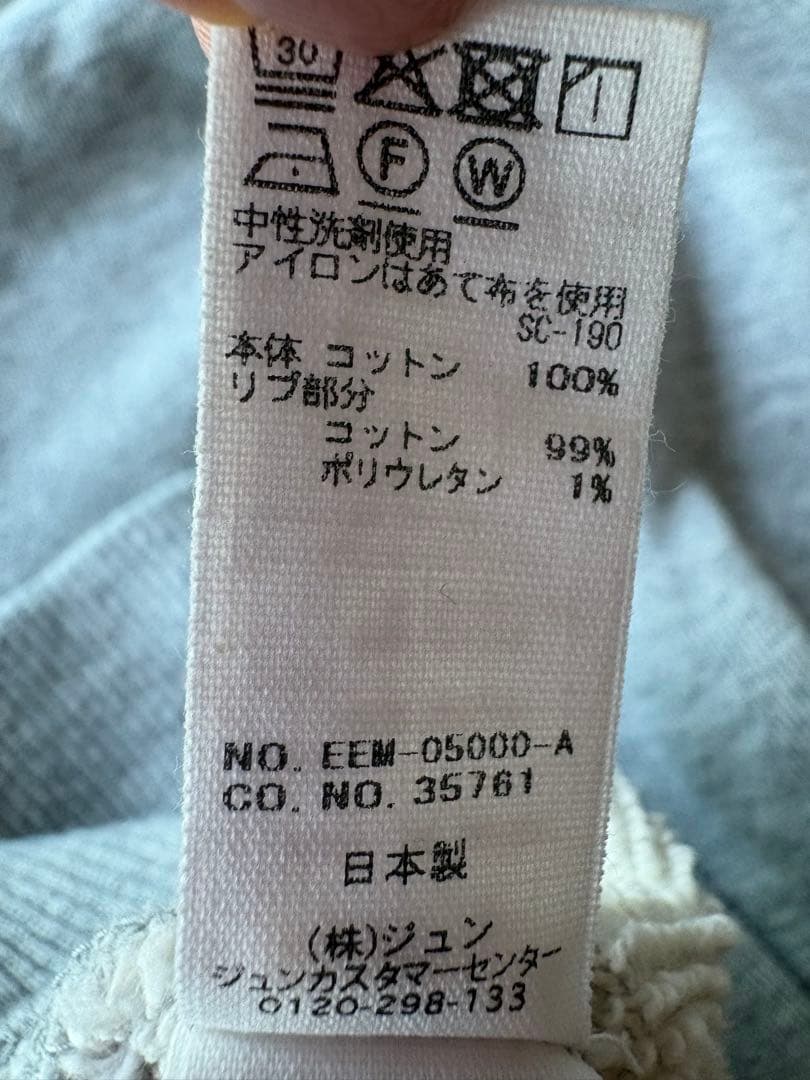 30
F W
中性洗剤使用
アイロンはあて布を使用
SC-190
本体 コットン 100%
リブ部分
コットン 99%
ポリウレタン 1%
NO. EEM-05000-A
CO. NO. 35761
日本製
(株)ジュン
ジュンカスタマーセンター
0120-298-133